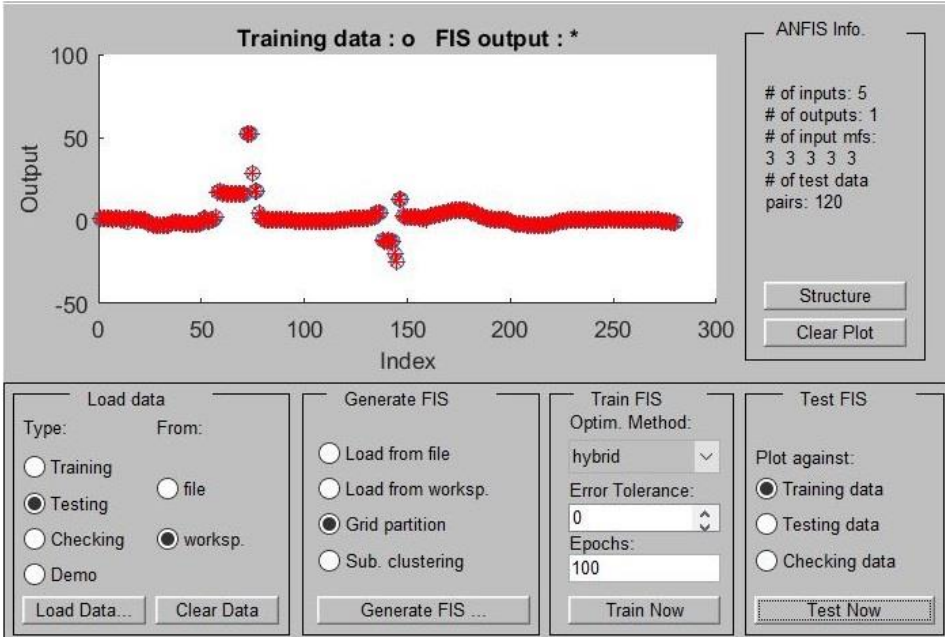 Training data : o   FIS output : *
100
50
0
-50
Output
0 50 100 150 200 250 300
Index
ANFIS Info.
# of inputs: 5
# of outputs: 1
# of input mfs:
3 3 3 3 3
# of test data
pairs: 120
Structure
Clear Plot
Load data
Type:
From:
Training
Testing
Checking
Demo
file
worksp.
Load Data...
Clear Data
Generate FIS
Load from file
Load from worksp.
Grid partition
Sub. clustering
Generate FIS ...
Train FIS
Optim. Method:
hybrid
Error Tolerance:
0
Epochs:
100
Train Now
Test FIS
Plot against:
Training data
Testing data
Checking data
Test Now